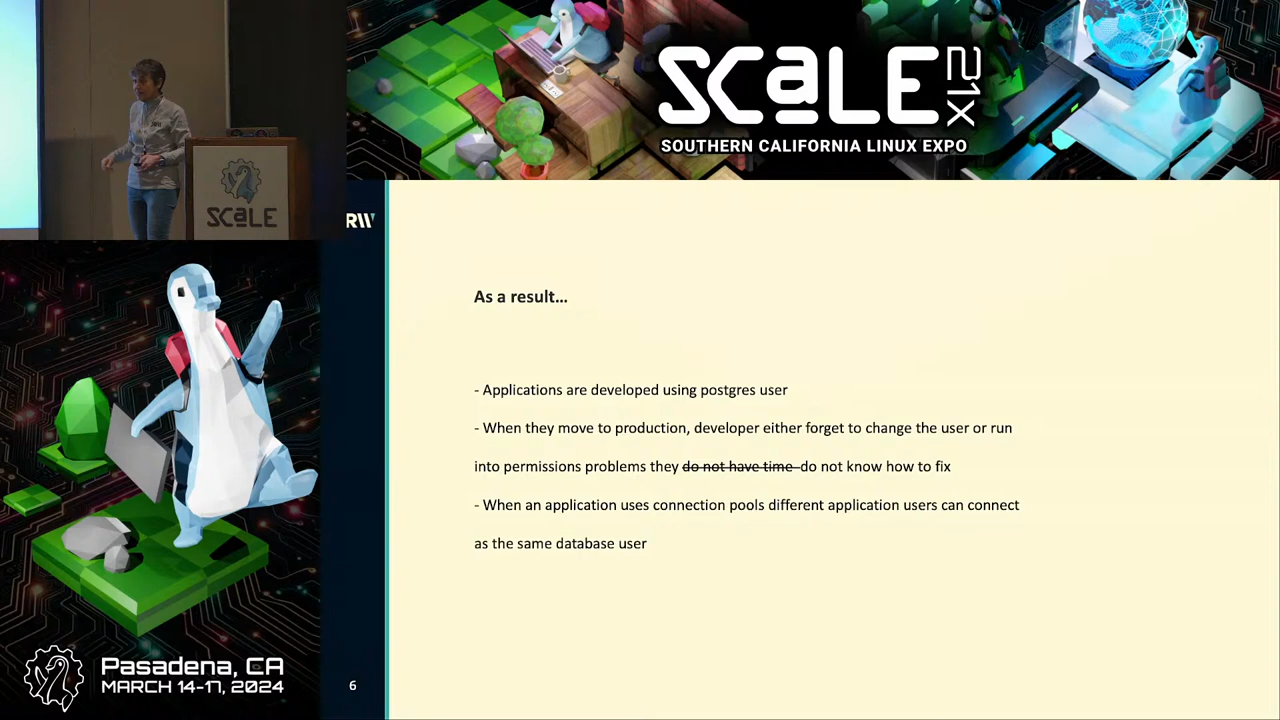 SCaLE 21X
SOUTHERN CALIFORNIA LINUX EXPO
SCaLE
RW
As a result...
- Applications are developed using postgres user
- When they move to production, developer either forget to change the user or run
into permissions problems they do not have time do not know how to fix
- When an application uses connection pools different application users can connect
as the same database user
Pasadena, CA
MARCH 14-17, 2024
6